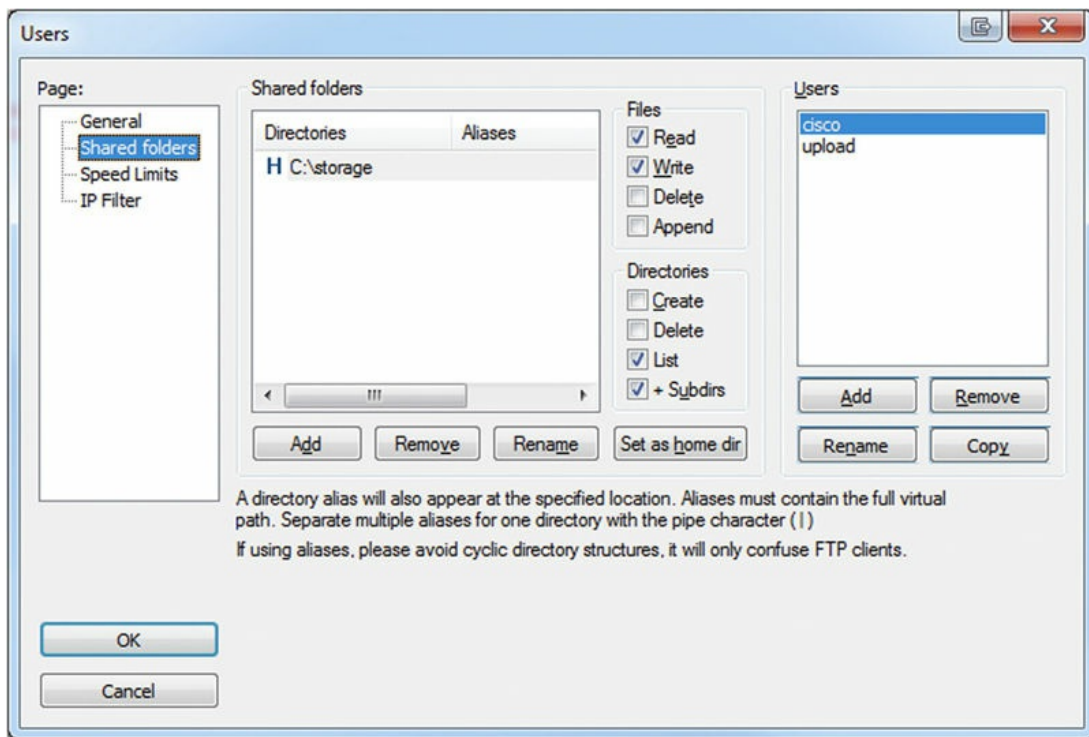 Users
Page:
General
Shared folders
Speed Limits
IP Filter
Shared folders
Directories Aliases
H C:\storage
Add Remove Rename Set as home dir
Files
Read
Write
Delete
Append
Directories
Create
Delete
List
+ Subdirs
Users
cisco
upload
Add Remove
Rename Copy
A directory alias will also appear at the specified location. Aliases must contain the full virtual
path. Separate multiple aliases for one directory with the pipe character (|)
If using aliases, please avoid cyclic directory structures, it will only confuse FTP clients.
OK
Cancel